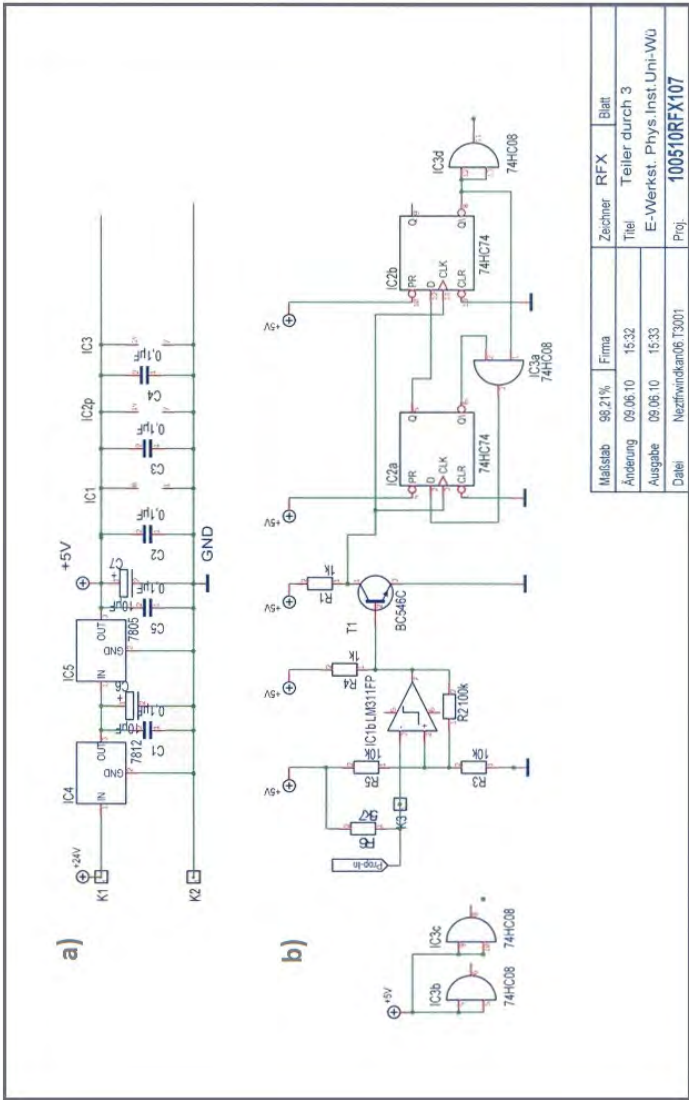 a)
+24V
K1
K2
IC4
IN
OUT
GND
7812
C1
0,1µF
10µF
C6
IC5
IN
OUT
GND
7805
C5
0,1µF
10µF
C7
+5V
GND
C2
0,1µF
IC1
C3
0,1µF
IC2p
C4
0,1µF
IC3
b)
+5V
IC3b
74HC08
IC3c
74HC08
Prop-In
R6
5k7
K3
+5V
R5
10k
R3
10k
IC1b
LM311FP
R2
100k
+5V
R4
1k
T1
BC546C
+5V
R1
1k
+5V
IC2a
PR
D
CLK
CLR
Q
Q\
74HC74
IC3a
74HC08
+5V
IC2b
PR
D
CLK
CLR
Q
Q\
74HC74
IC3d
74HC08
Maßstab 98.21% Firma Zeichner RFX Blatt
Änderung 09.06.10 15:32 Titel Teiler durch 3
Ausgabe 09.06.10 15:33 E-Werkst. Phys.Inst.Uni-Wü
Datei Nezfrwindkan06.T3001 Proj. 100510RFX107